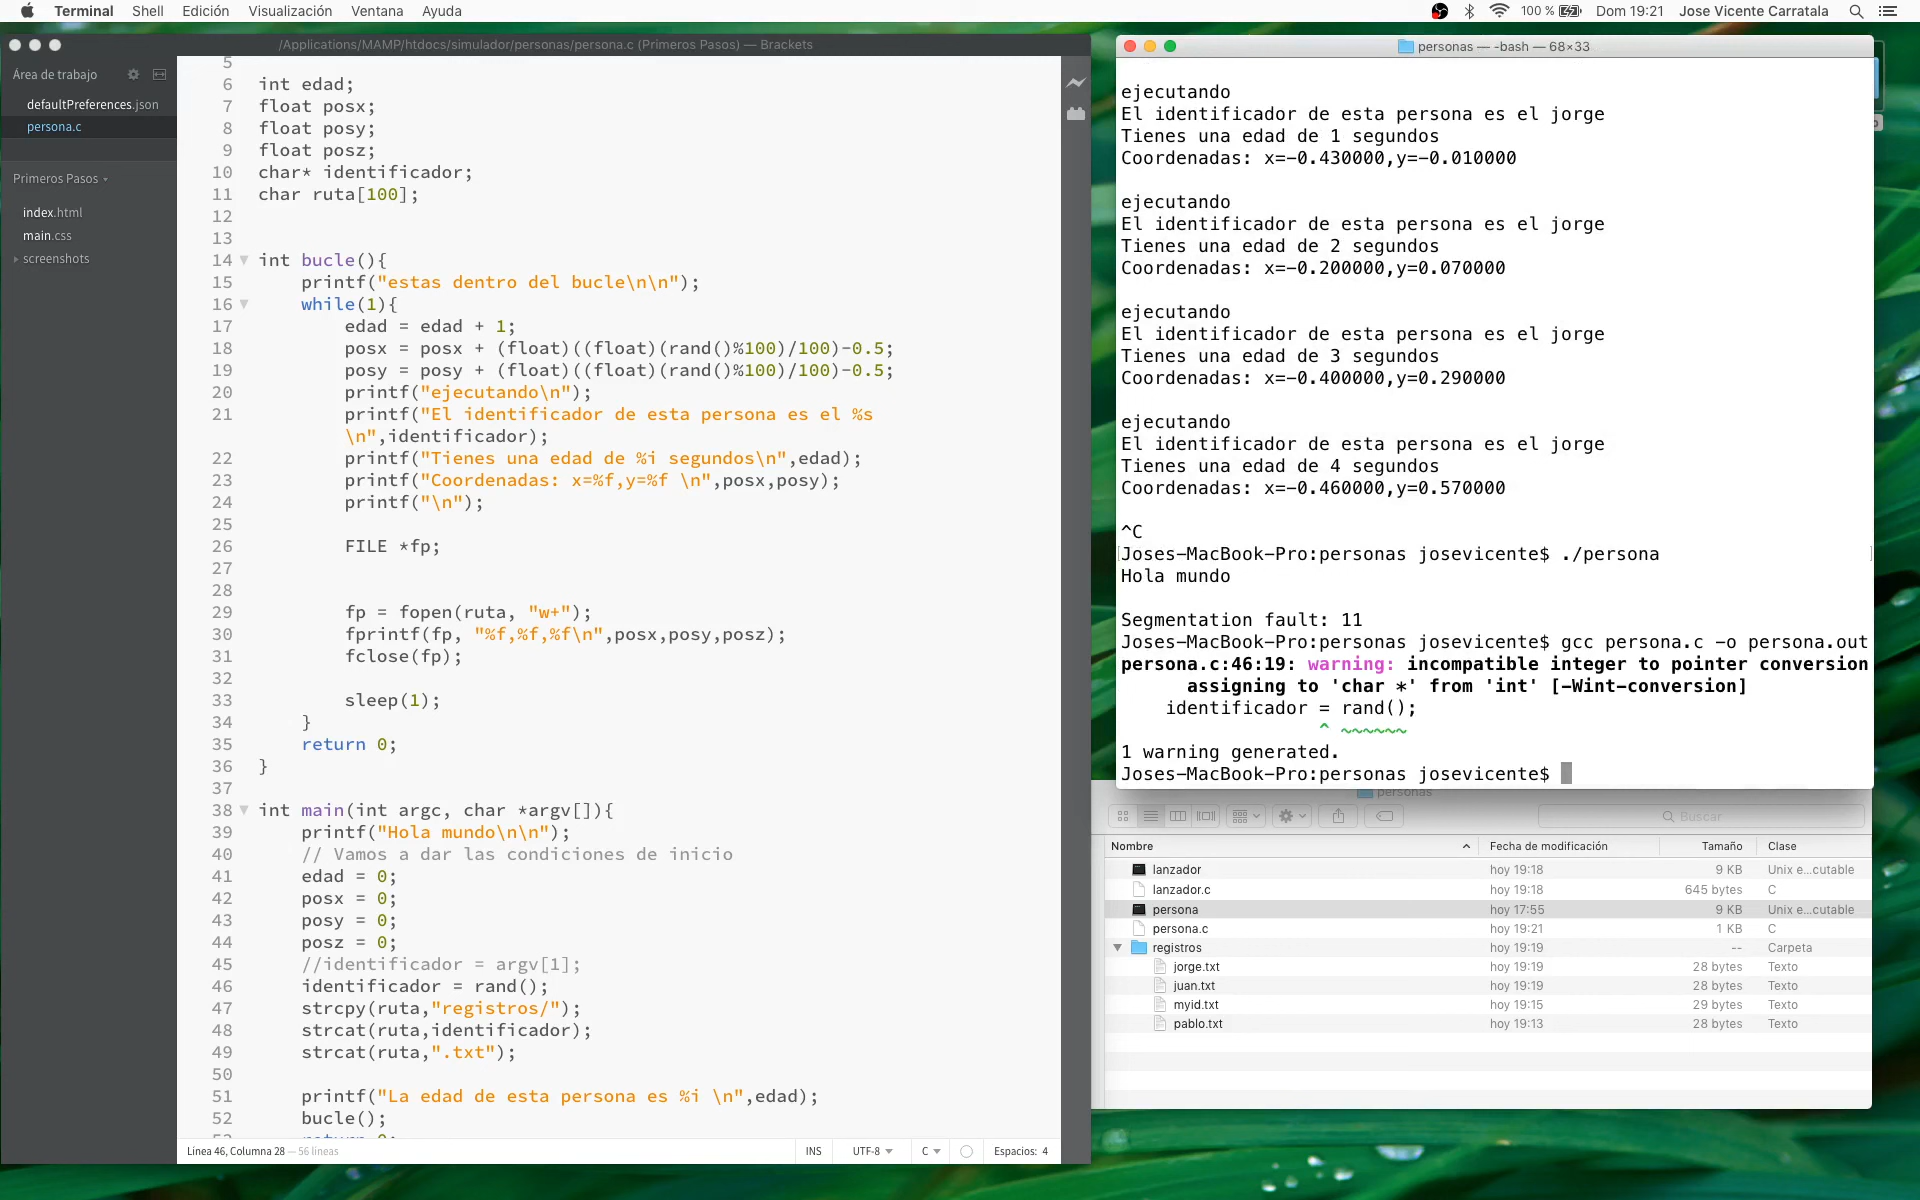 Terminal Shell Edición Visualización Ventana Ayuda 100 % Dom 19:21 Jose Vicente Carratala
/Applications/MAMP/htdocs/simulador/personas/persona.c (Primeros Pasos) — Brackets
Área de trabajo
defaultPreferences.json
persona.c
Primeros Pasos
index.html
main.css
screenshots
5
6 int edad;
7 float posx;
8 float posy;
9 float posz;
10 char* identificador;
11 char ruta[100];
12
13
14 int bucle(){
15 printf("estas dentro del bucle\n\n");
16 while(1){
17 edad = edad + 1;
18 posx = posx + (float)((float)(rand()%100)/100)-0.5;
19 posy = posy + (float)((float)(rand()%100)/100)-0.5;
20 printf("ejecutando\n");
21 printf("El identificador de esta persona es el %s
\n",identificador);
22 printf("Tienes una edad de %i segundos\n",edad);
23 printf("Coordenadas: x=%f,y=%f \n",posx,posy);
24 printf("\n");
25
26 FILE *fp;
27
28
29 fp = fopen(ruta, "w+");
30 fprintf(fp, "%f,%f,%f\n",posx,posy,posz);
31 fclose(fp);
32
33 sleep(1);
34 }
35 return 0;
36 }
37
38 int main(int argc, char *argv[]){
39 printf("Hola mundo\n\n");
40 // Vamos a dar las condiciones de inicio
41 edad = 0;
42 posx = 0;
43 posy = 0;
44 posz = 0;
45 //identificador = argv[1];
46 identificador = rand();
47 strcpy(ruta,"registros/");
48 strcat(ruta,identificador);
49 strcat(ruta,".txt");
50
51 printf("La edad de esta persona es %i \n",edad);
52 bucle();
Línea 46, Columna 28 — 56 líneas INS UTF-8 C Espacios: 4
personas — -bash — 68×33
ejecutando
El identificador de esta persona es el jorge
Tienes una edad de 1 segundos
Coordenadas: x=-0.430000,y=-0.010000
ejecutando
El identificador de esta persona es el jorge
Tienes una edad de 2 segundos
Coordenadas: x=-0.200000,y=0.070000
ejecutando
El identificador de esta persona es el jorge
Tienes una edad de 3 segundos
Coordenadas: x=-0.400000,y=0.290000
ejecutando
El identificador de esta persona es el jorge
Tienes una edad de 4 segundos
Coordenadas: x=-0.460000,y=0.570000
^C
[Joses-MacBook-Pro:personas josevicente$ ./persona ]
Hola mundo
Segmentation fault: 11
Joses-MacBook-Pro:personas josevicente$ gcc persona.c -o persona.out
persona.c:46:19: warning: incompatible integer to pointer conversion
assigning to 'char *' from 'int' [-Wint-conversion]
identificador = rand();
^ ~~~~~~
1 warning generated.
Joses-MacBook-Pro:personas josevicente$
personas
Buscar
Nombre Fecha de modificación Tamaño Clase
lanzador hoy 19:18 9 KB Unix e...cutable
lanzador.c hoy 19:18 645 bytes C
persona hoy 17:55 9 KB Unix e...cutable
persona.c hoy 19:21 1 KB C
registros hoy 19:19 -- Carpeta
jorge.txt hoy 19:19 28 bytes Texto
juan.txt hoy 19:19 28 bytes Texto
myid.txt hoy 19:15 29 bytes Texto
pablo.txt hoy 19:13 28 bytes Texto